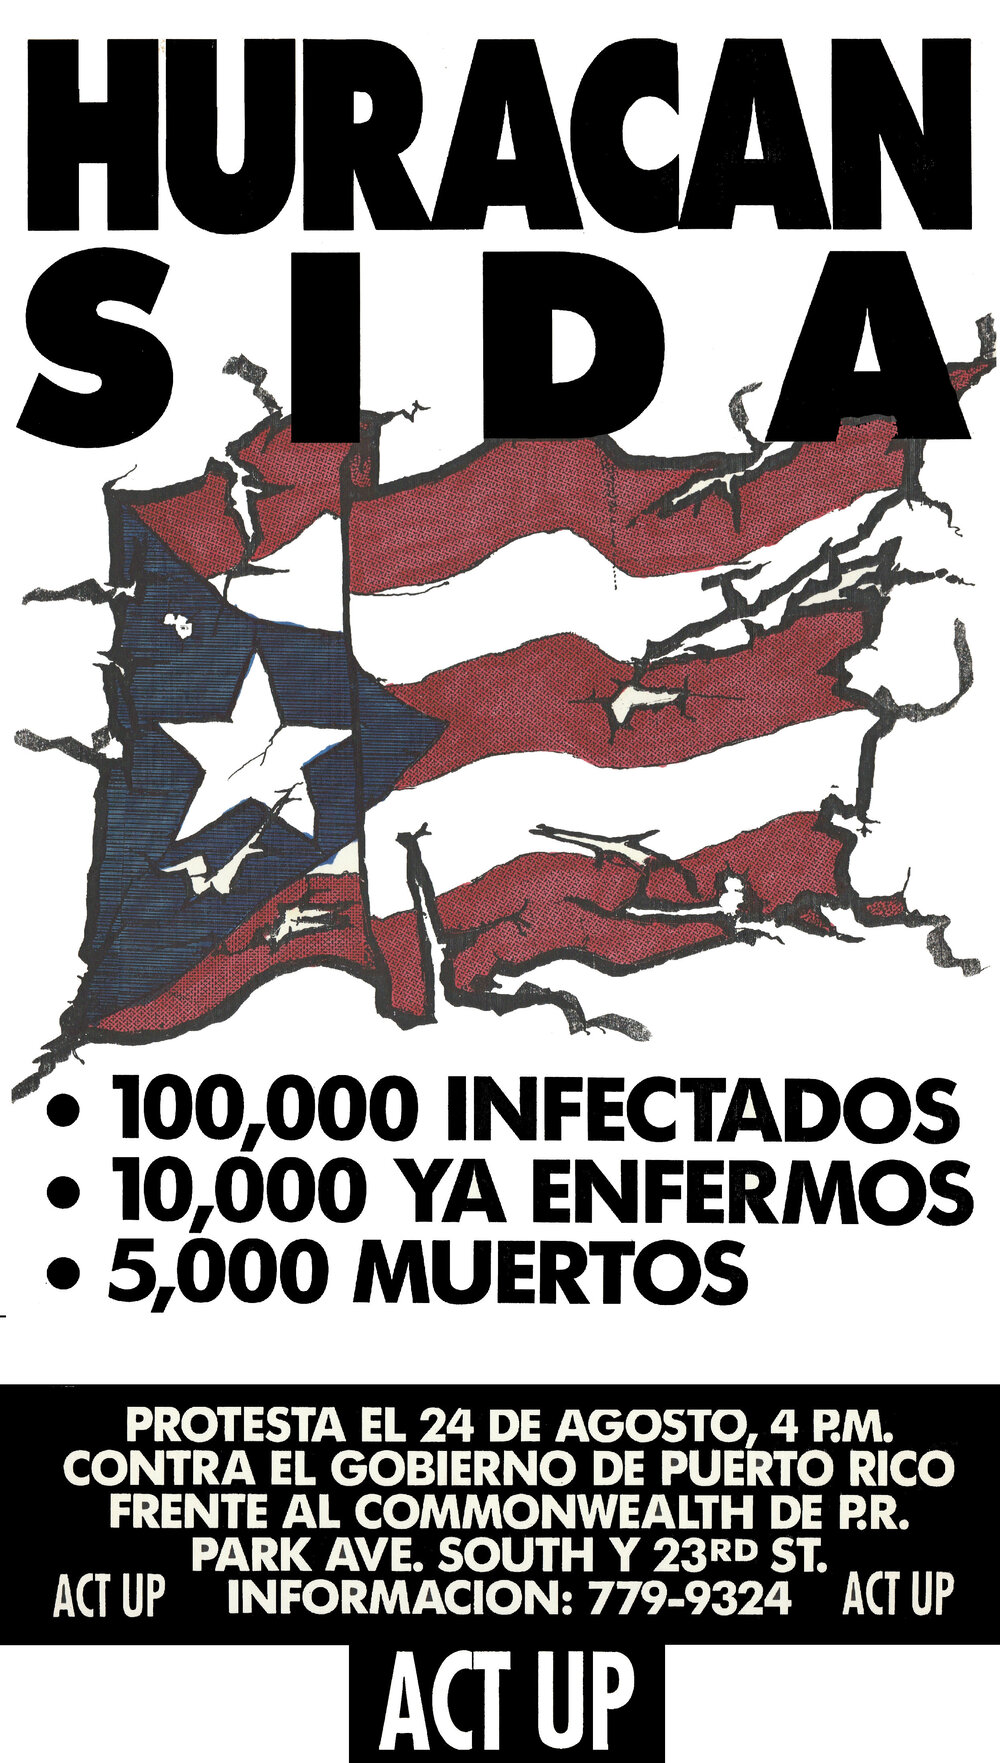 HURACAN
SIDA
• 100,000 INFECTADOS
• 10,000 YA ENFERMOS
• 5,000 MUERTOS
PROTESTA EL 24 DE AGOSTO, 4 P.M.
CONTRA EL GOBIERNO DE PUERTO RICO
FRENTE AL COMMONWEALTH DE P.R.
PARK AVE. SOUTH Y 23RD ST.
ACT UP INFORMACION: 779-9324 ACT UP
ACT UP